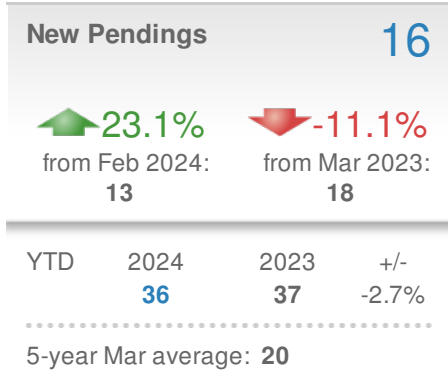 New Pendings 16
23.1% -11.1%
from Feb 2024: from Mar 2023:
13 18
YTD 2024 2023 +/-
36 37 -2.7%
5-year Mar average: 20